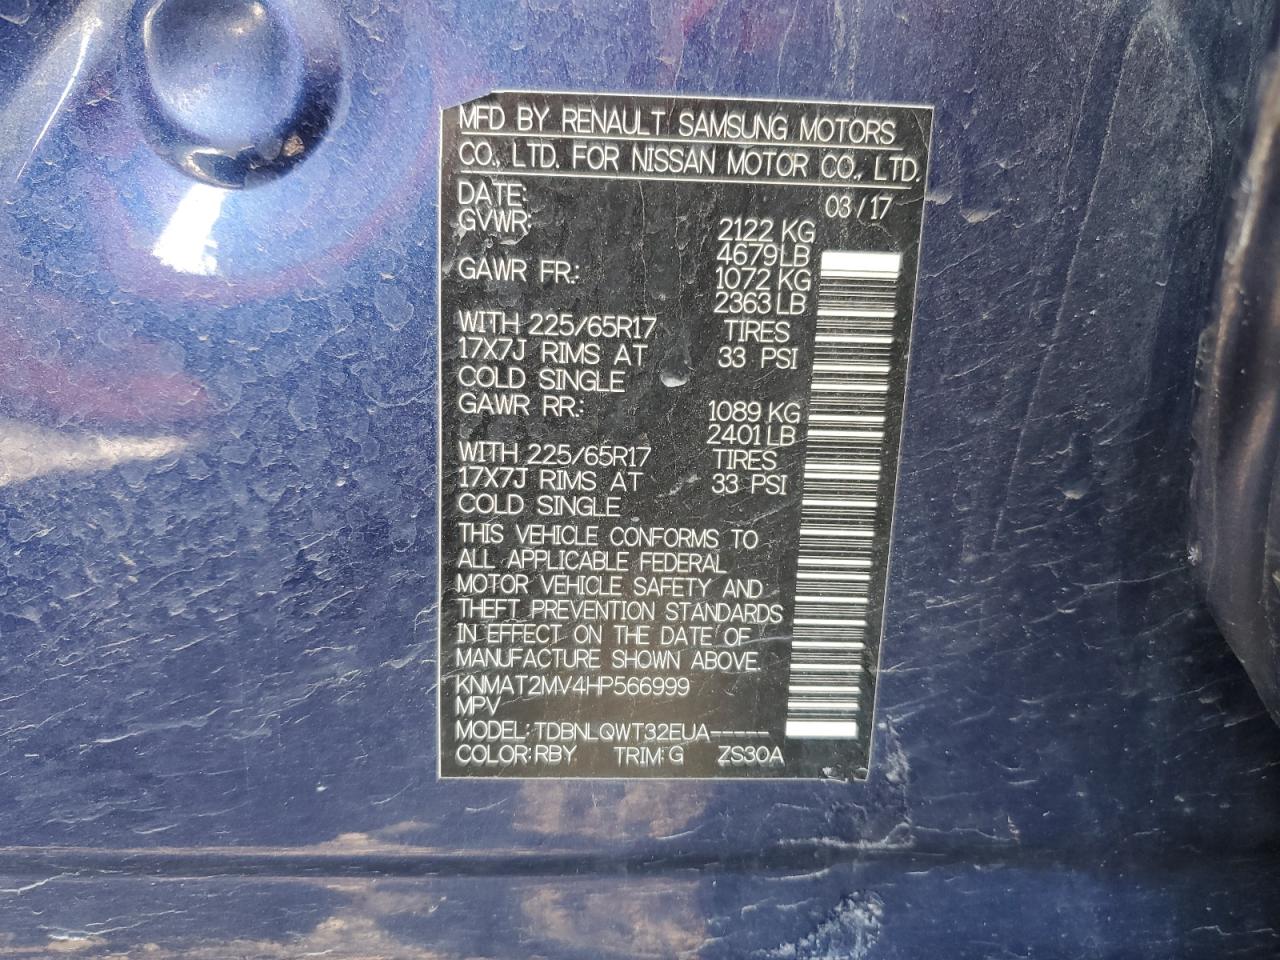 MFD BY RENAULT SAMSUNG MOTORS
CO., LTD. FOR NISSAN MOTOR CO., LTD.
DATE: 03/17
GVWR: 2122 KG
4679 LB
GAWR FR.: 1072 KG
2363 LB
WITH 225/65R17 TIRES
17X7J RIMS AT 33 PSI
COLD SINGLE
GAWR RR.: 1089 KG
2401 LB
WITH 225/65R17 TIRES
17X7J RIMS AT 33 PSI
COLD SINGLE
THIS VEHICLE CONFORMS TO
ALL APPLICABLE FEDERAL
MOTOR VEHICLE SAFETY AND
THEFT PREVENTION STANDARDS
IN EFFECT ON THE DATE OF
MANUFACTURE SHOWN ABOVE.
KNMAT2MV4HP566999
MPV
MODEL: TDBNLQWT32EUA-----
COLOR: RBY TRIM: G ZS30A